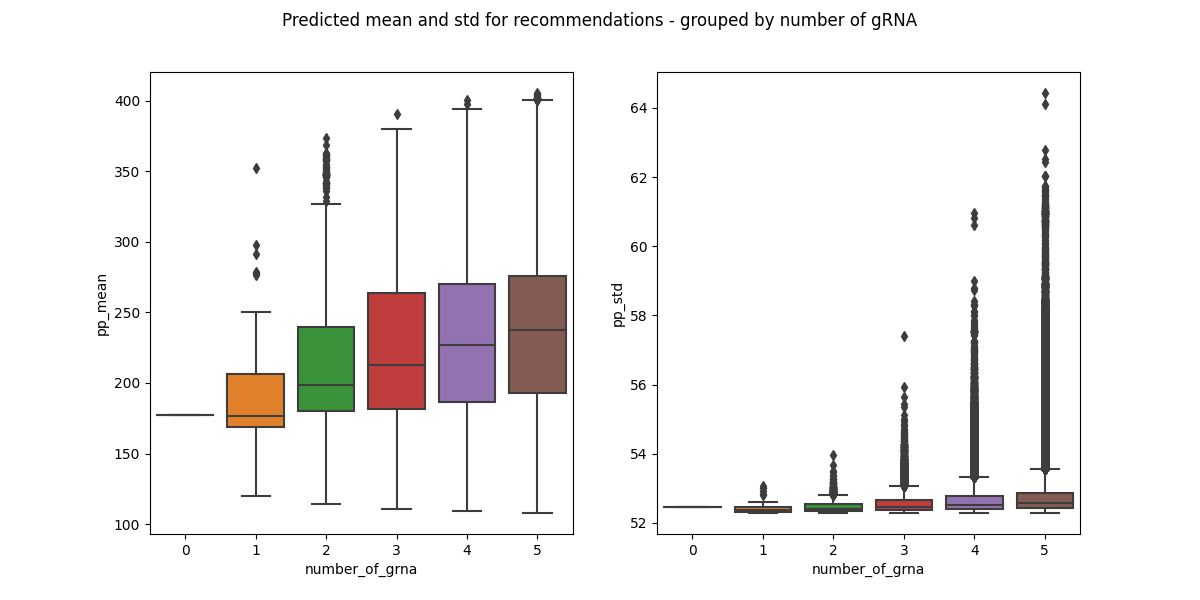 Predicted mean and std for recommendations - grouped by number of gRNA
pp_mean
400
350
300
250
200
150
100
0 1 2 3 4 5
number_of_grna
pp_std
64
62
60
58
56
54
52
0 1 2 3 4 5
number_of_grna